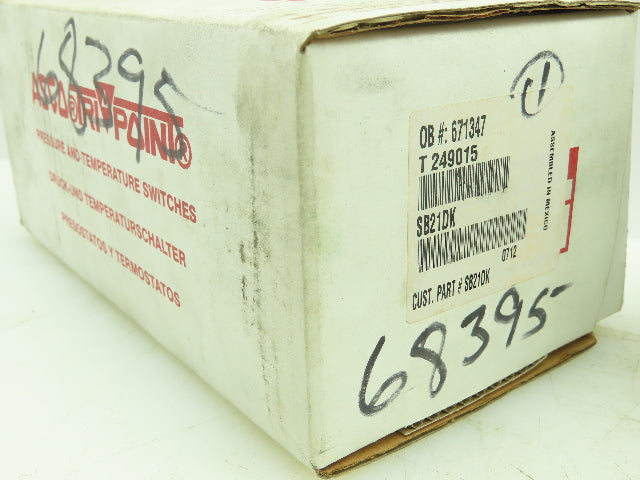 68395
ASCO® TRI POINT®
PRESSURE AND TEMPERATURE SWITCHES
DRUCK-UND TEMPERATURSCHALTER
PRESOSTATOS Y TERMOSTATOS
11
OB #: 671347
T 249015
SB21DK
0712
CUST. PART # SB21DK
ASSEMBLED IN MEXICO
68395